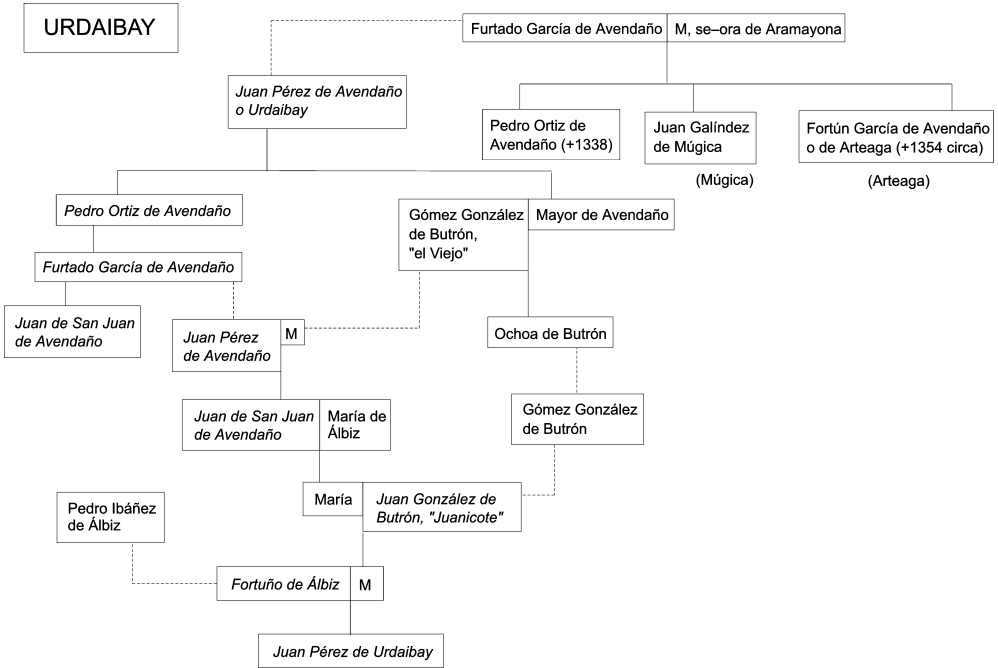 URDAIBAY
Furtado García de Avendaño
M, se–ora de Aramayona
Juan Pérez de Avendaño
o Urdaibay
Pedro Ortiz de
Avendaño (+1338)
Juan Galíndez
de Múgica
Fortún García de Avendaño
o de Arteaga (+1354 circa)
(Múgica)
(Arteaga)
Pedro Ortiz de Avendaño
Gómez González
de Butrón,
"el Viejo"
Mayor de Avendaño
Furtado García de Avendaño
Juan de San Juan
de Avendaño
Juan Pérez
de Avendaño
M
Ochoa de Butrón
Juan de San Juan
de Avendaño
María de
Álbiz
Gómez González
de Butrón
María
Juan González de
Butrón, "Juanicote"
Pedro Ibáñez
de Álbiz
Fortuño de Álbiz
M
Juan Pérez de Urdaibay